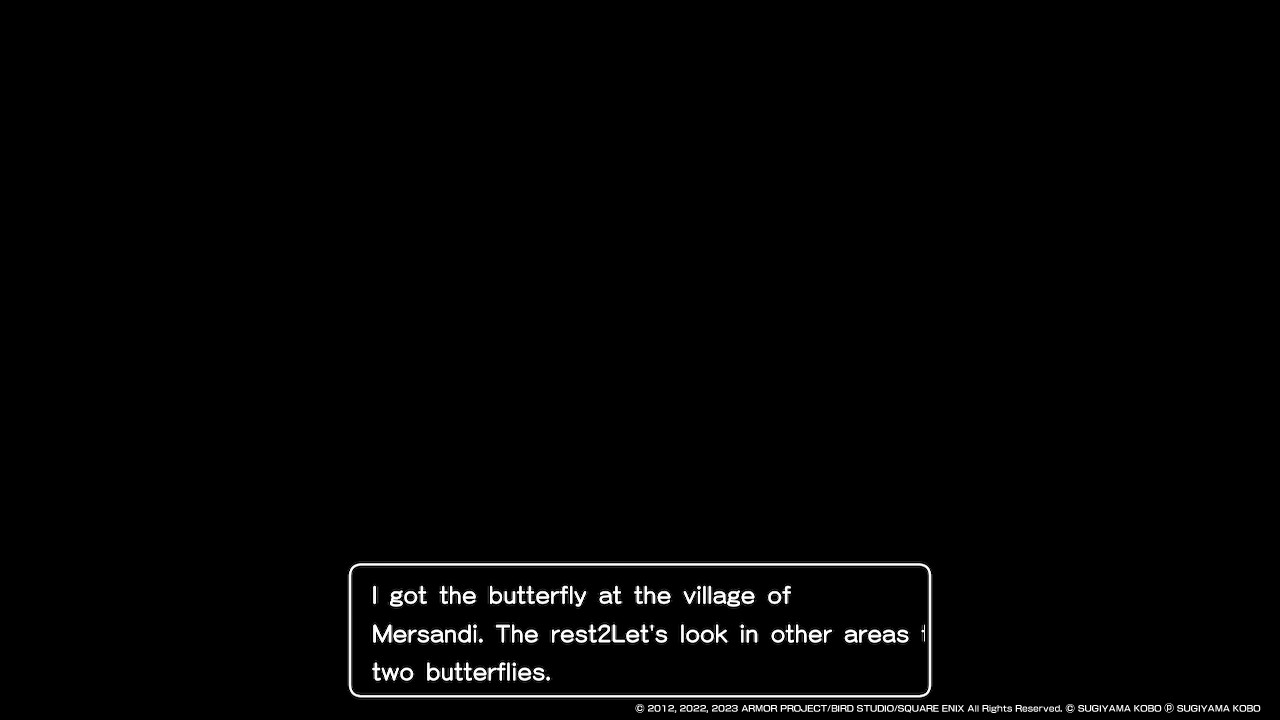 I got the butterfly at the village of
Mersandi. The rest2Let's look in other areas
two butterflies.
© 2012, 2022, 2023 ARMOR PROJECT/BIRD STUDIO/SQUARE ENIX All Rights Reserved. © SUGIYAMA KOBO ℗ SUGIYAMA KOBO